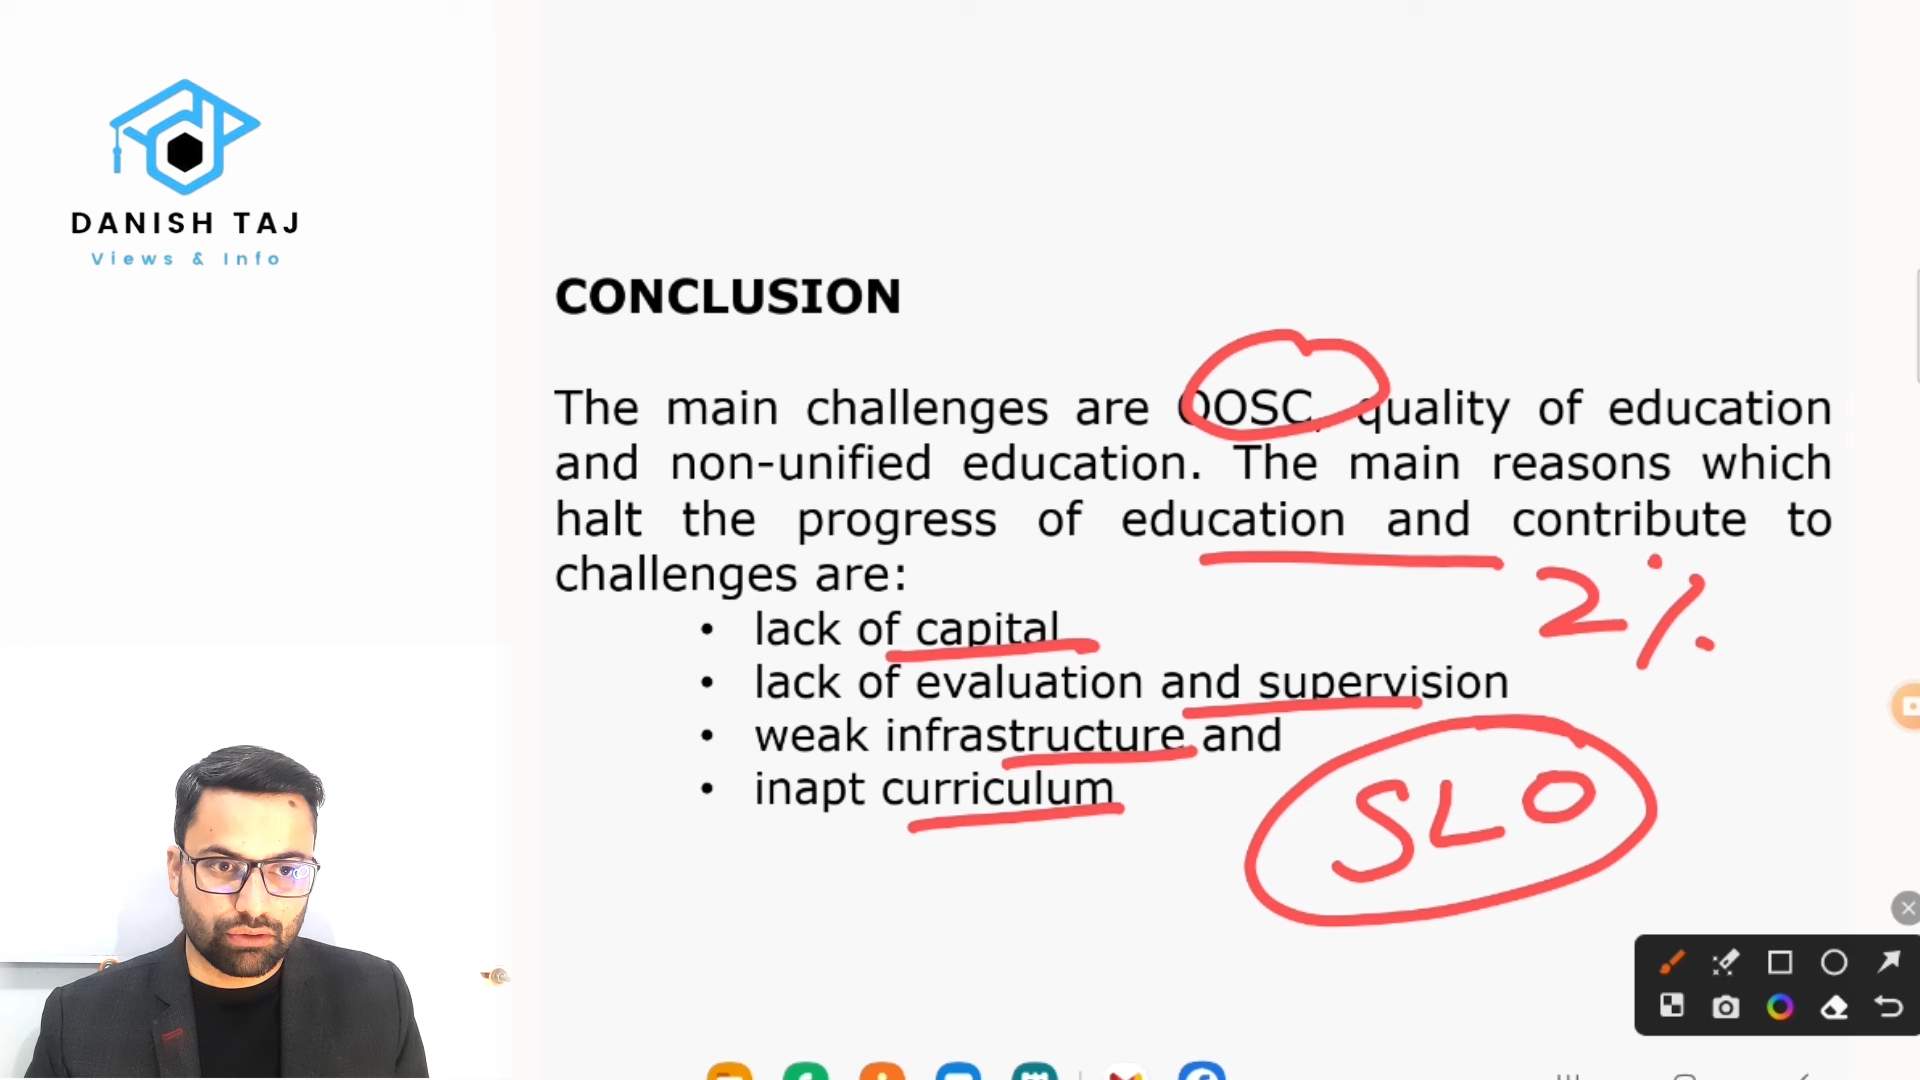 DANISH TAJ
Views & Info
CONCLUSION
The main challenges are OOSC, quality of education
and non-unified education. The main reasons which
halt the progress of education and contribute to
challenges are:
• lack of capital
• lack of evaluation and supervision
• weak infrastructure and
• inapt curriculum
2%
SLO